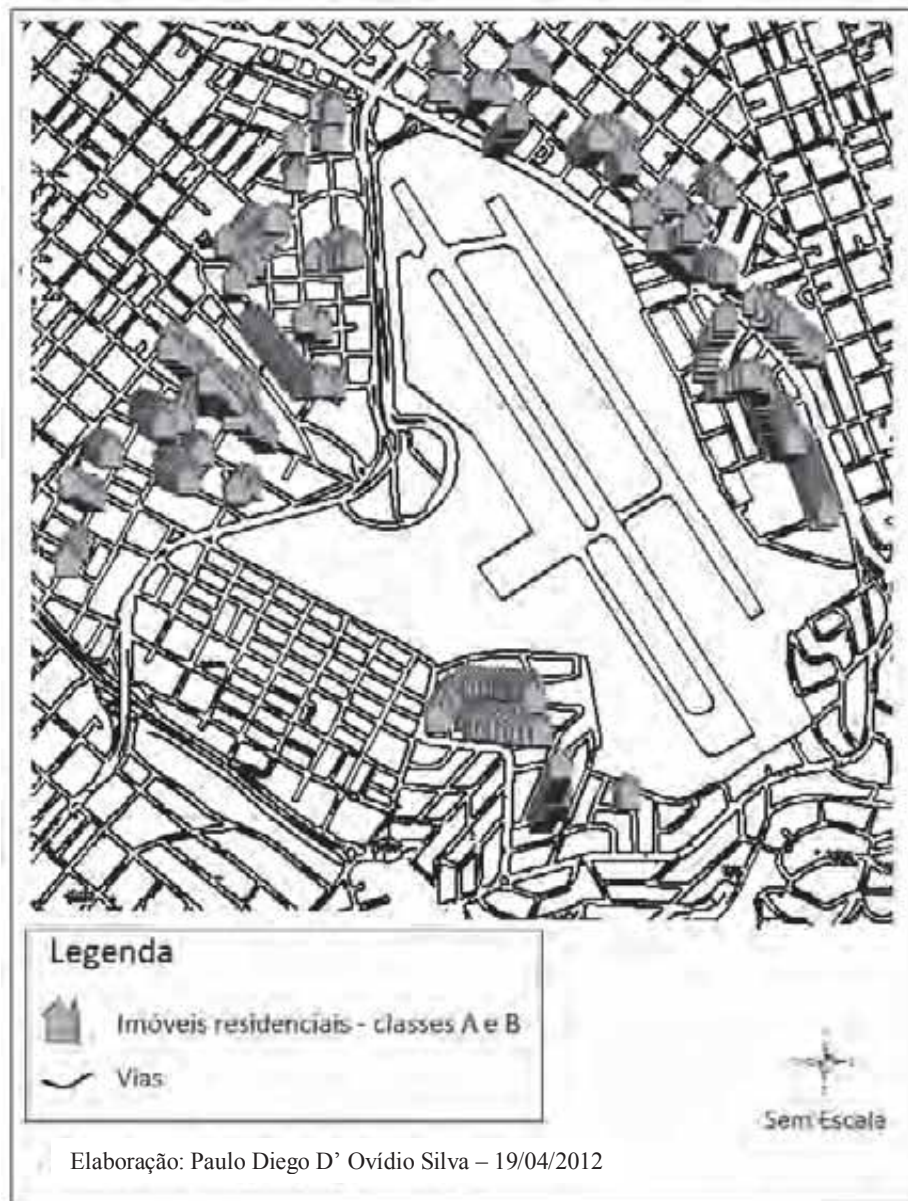 Legenda
Imóveis residenciais - classes A e B
Vias
Sem Escala
Elaboração: Paulo Diego D’ Ovídio Silva – 19/04/2012